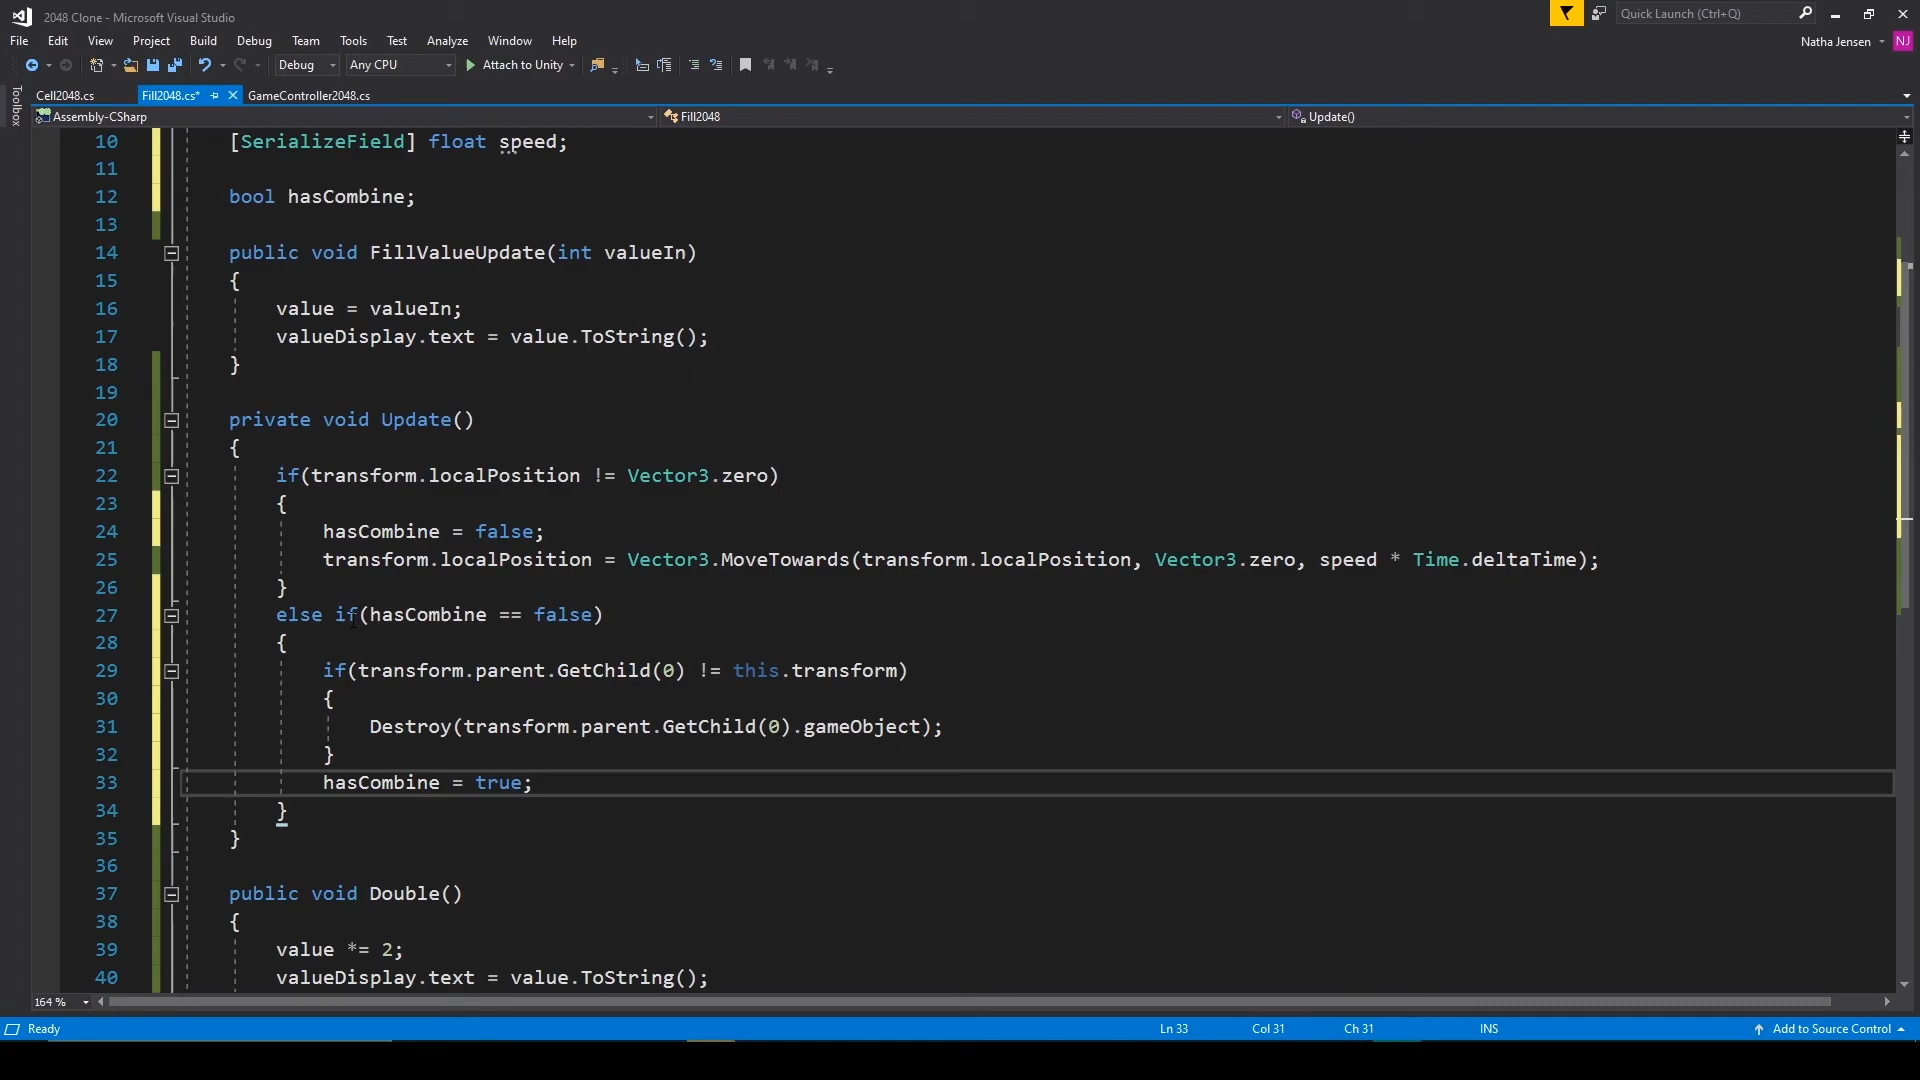 2048 Clone - Microsoft Visual Studio
Quick Launch (Ctrl+Q)
File Edit View Project Build Debug Team Tools Test Analyze Window Help
Natha Jensen NJ
Debug Any CPU Attach to Unity
Toolbox
Cell2048.cs Fill2048.cs* GameController2048.cs
Assembly-CSharp Fill2048 Update()
10 [SerializeField] float speed;
11
12 bool hasCombine;
13
14 public void FillValueUpdate(int valueIn)
15 {
16 value = valueIn;
17 valueDisplay.text = value.ToString();
18 }
19
20 private void Update()
21 {
22 if(transform.localPosition != Vector3.zero)
23 {
24 hasCombine = false;
25 transform.localPosition = Vector3.MoveTowards(transform.localPosition, Vector3.zero, speed * Time.deltaTime);
26 }
27 else if(hasCombine == false)
28 {
29 if(transform.parent.GetChild(0) != this.transform)
30 {
31 Destroy(transform.parent.GetChild(0).gameObject);
32 }
33 hasCombine = true;
34 }
35 }
36
37 public void Double()
38 {
39 value *= 2;
40 valueDisplay.text = value.ToString();
164 %
Ready Ln 33 Col 31 Ch 31 INS Add to Source Control